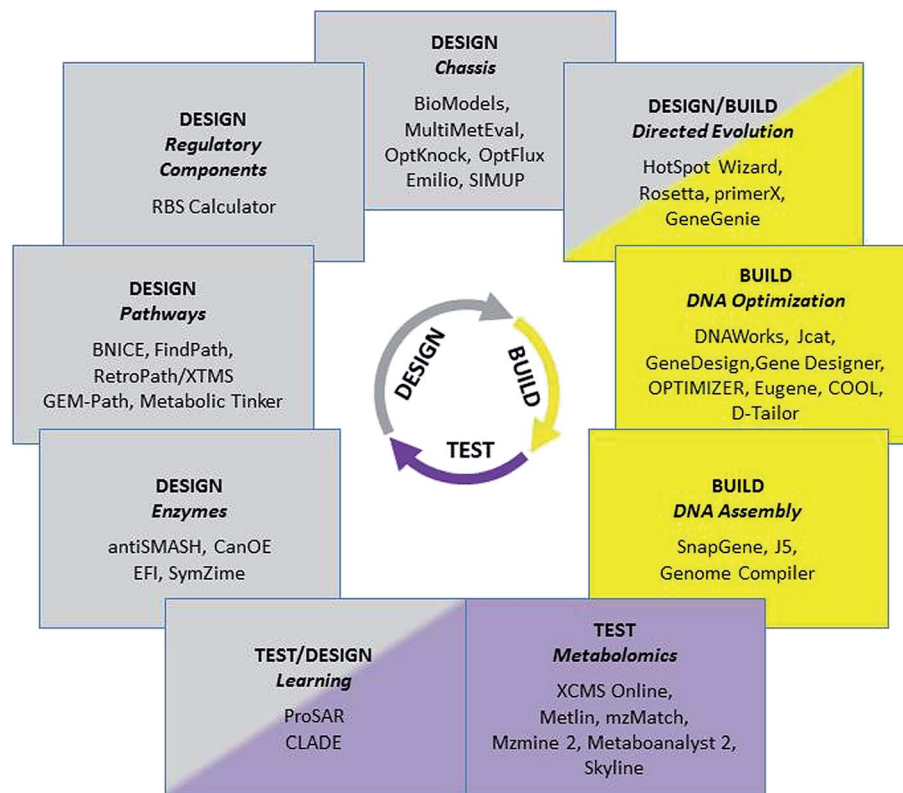 DESIGN
Chassis
BioModels,
MultiMetEval,
OptKnock, OptFlux
Emilio, SIMUP
DESIGN/BUILD
Directed Evolution
HotSpot Wizard,
Rosetta, primerX,
GeneGenie
BUILD
DNA Optimization
DNAWorks, Jcat,
GeneDesign,Gene Designer,
OPTIMIZER, Eugene, COOL,
D-Tailor
BUILD
DNA Assembly
SnapGene, J5,
Genome Compiler
TEST
Metabolomics
XCMS Online,
Metlin, mzMatch,
Mzmine 2, Metaboanalyst 2,
Skyline
TEST/DESIGN
Learning
ProSAR
CLADE
DESIGN
Enzymes
antiSMASH, CanOE
EFI, SymZime
DESIGN
Pathways
BNICE, FindPath,
RetroPath/XTMS
GEM-Path, Metabolic Tinker
DESIGN
Regulatory
Components
RBS Calculator
DESIGN
BUILD
TEST